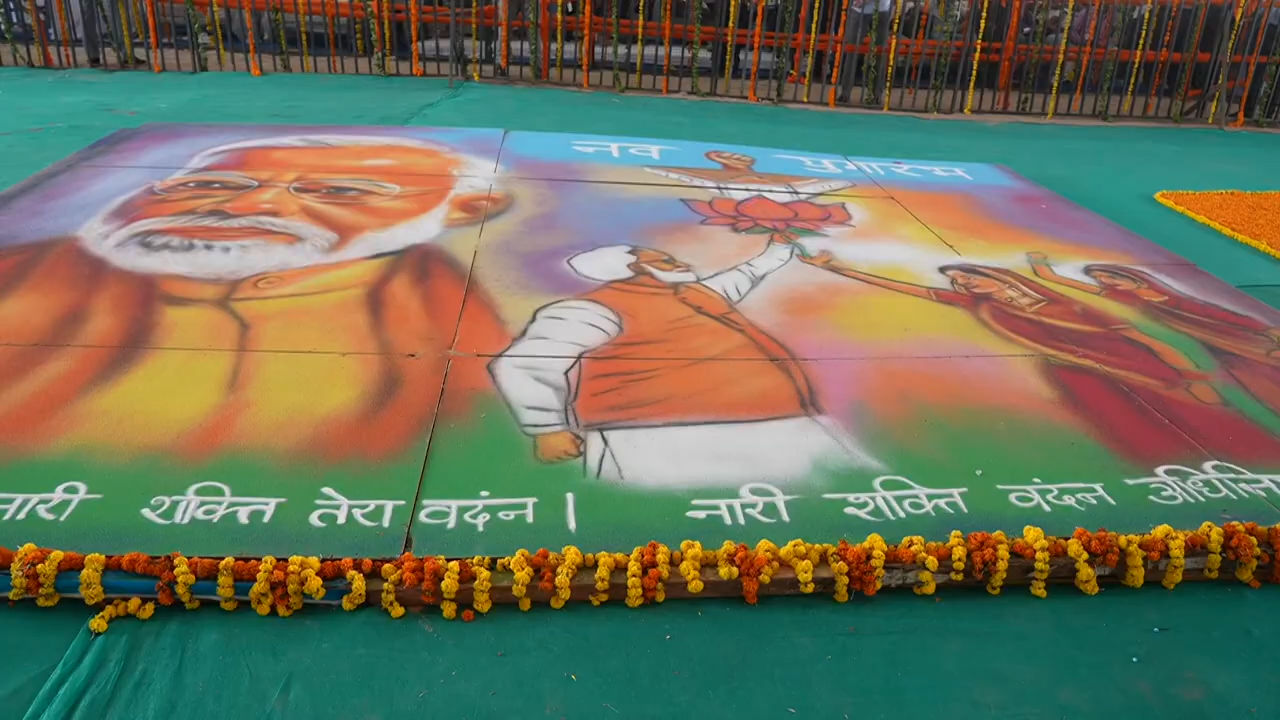 नव युगारंभ
नारी शक्ति तेरा वदंन । नारी शक्ति वंदन